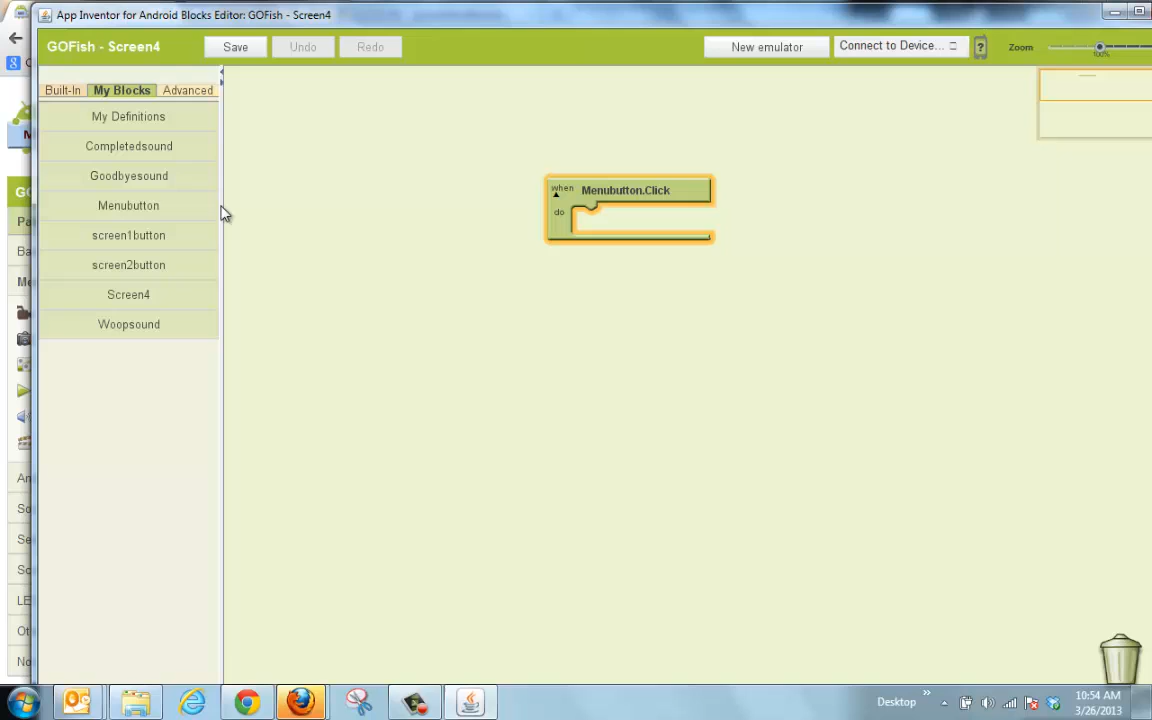 App Inventor for Android Blocks Editor: GOFish - Screen4
GOFish - Screen4
Save
Undo
Redo
New emulator
Connect to Device...
?
Zoom
100%
Built-In
My Blocks
Advanced
My Definitions
Completedsound
Goodbyesound
Menubutton
screen1button
screen2button
Screen4
Woopsound
when Menubutton.Click
do
Desktop
10:54 AM
3/26/2013